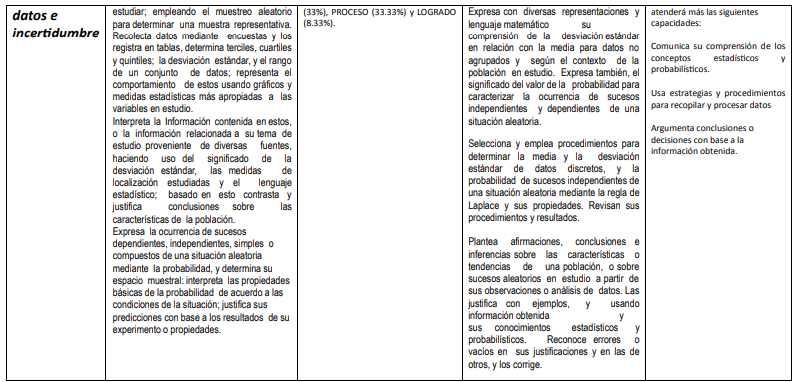 datos e
incertidumbre
estudiar; empleando el muestreo aleatorio
para determinar una muestra representativa.
Recolecta datos mediante encuestas y los
registra en tablas, determina terciles, cuartiles
y quintiles; la desviación estándar, y el rango
de un conjunto de datos; representa el
comportamiento de estos usando gráficos y
medidas estadísticas más apropiadas a las
variables en estudio.
Interpreta la Información contenida en estos,
o la información relacionada a su tema de
estudio proveniente de diversas fuentes,
haciendo uso del significado de la
desviación estándar, las medidas de
localización estudiadas y el lenguaje
estadístico; basado en esto contrasta y
justifica conclusiones sobre las
características de la población.
Expresa la ocurrencia de sucesos
dependientes, independientes, simples o
compuestos de una situación aleatoria
mediante la probabilidad, y determina su
espacio muestral: interpreta las propiedades
básicas de la probabilidad de acuerdo a las
condiciones de la situación; justifica sus
predicciones con base a los resultados de su
experimento o propiedades.
(33%), PROCESO (33.33%) y LOGRADO
(8.33%).
Expresa con diversas representaciones y
lenguaje matemático su
comprensión de la desviación estándar
en relación con la media para datos no
agrupados y según el contexto de la
población en estudio. Expresa también, el
significado del valor de la probabilidad para
caracterizar la ocurrencia de sucesos
independientes y dependientes de una
situación aleatoria.
Selecciona y emplea procedimientos para
determinar la media y la desviación
estándar de datos discretos, y la
probabilidad de sucesos independientes de
una situación aleatoria mediante la regla de
Laplace y sus propiedades. Revisan sus
procedimientos y resultados.
Plantea afirmaciones, conclusiones e
inferencias sobre las características o
tendencias de una población, o sobre
sucesos aleatorios en estudio a partir de
sus observaciones o análisis de datos. Las
justifica con ejemplos, y usando
información obtenida y
sus conocimientos estadísticos y
probabilísticos. Reconoce errores o
vacíos en sus justificaciones y en las de
otros, y los corrige.
atenderá más las siguientes
capacidades:
Comunica su comprensión de los
conceptos estadísticos y
probabilísticos.
Usa estrategias y procedimientos
para recopilar y procesar datos
Argumenta conclusiones o
decisiones con base a la
información obtenida.